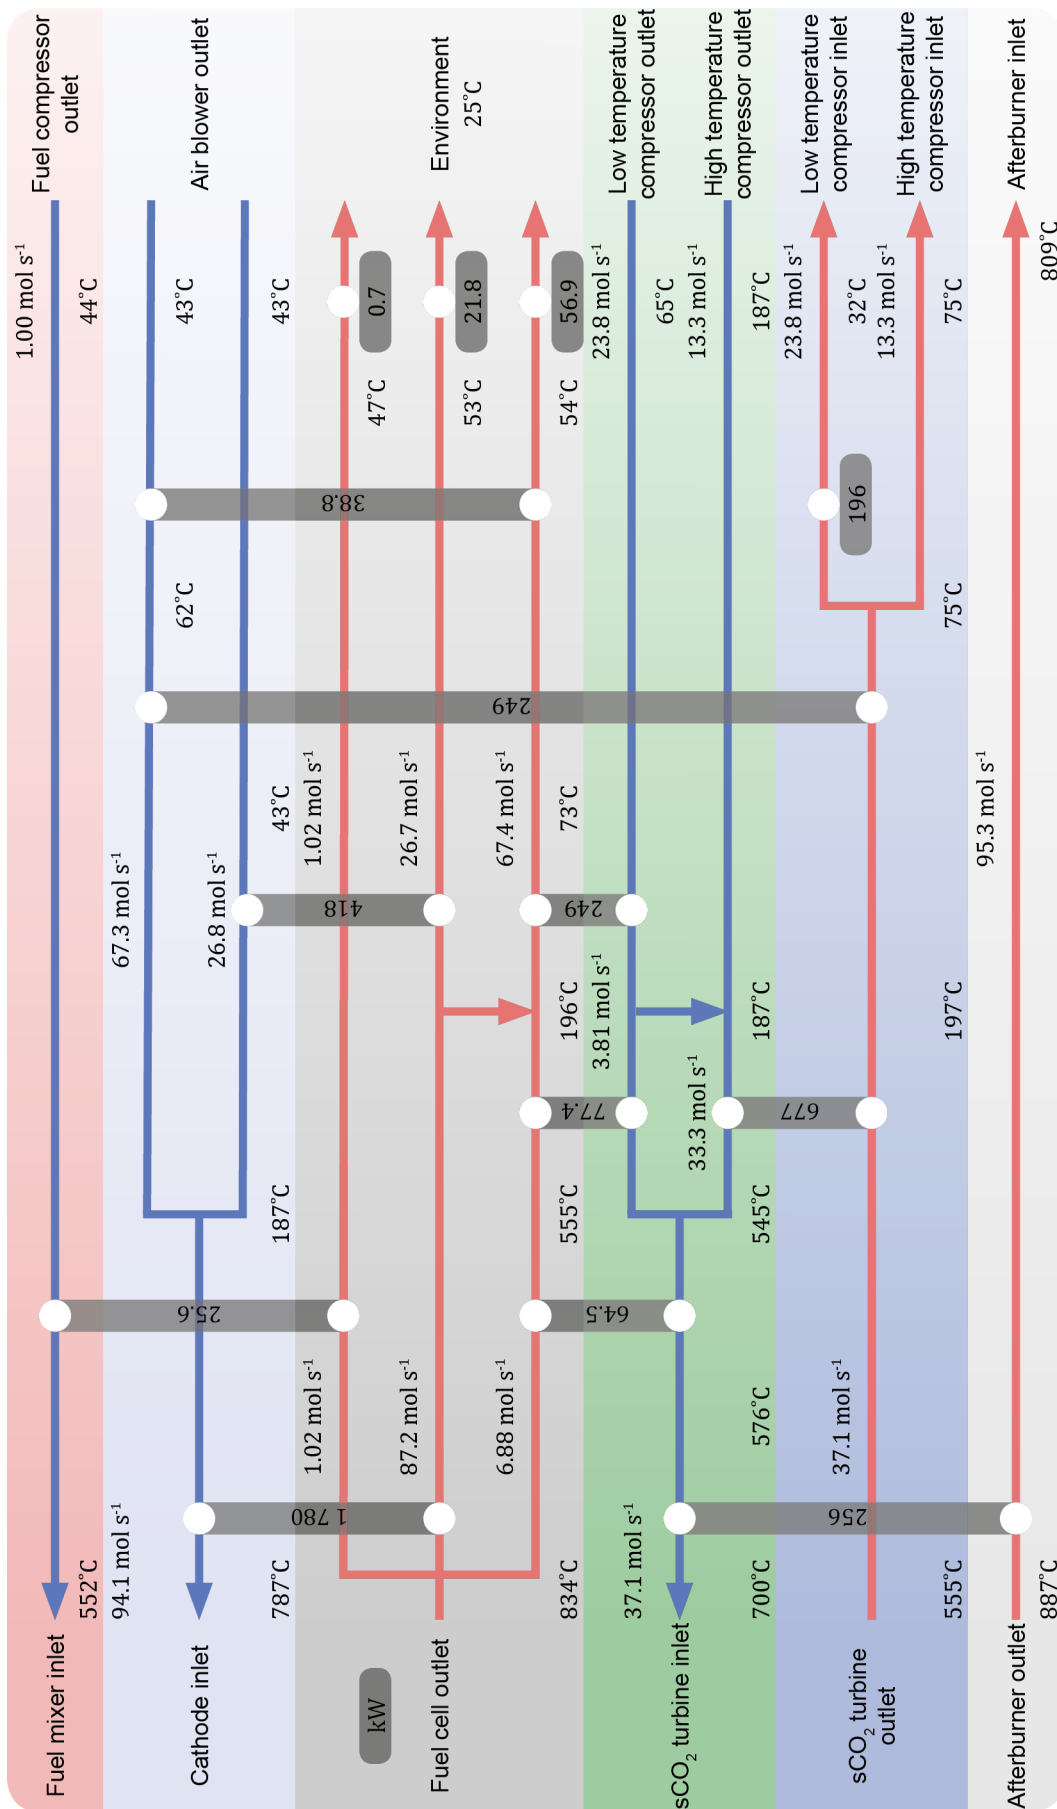 Fuel compressor
outlet
1.00 mol s⁻¹
44°C
552°C
Fuel mixer inlet
Air blower outlet
43°C
43°C
62°C
43°C
67.3 mol s⁻¹
26.8 mol s⁻¹
187°C
94.1 mol s⁻¹
787°C
Cathode inlet
Environment
25°C
0.7
21.8
56.9
47°C
53°C
54°C
38.8
249
1.02 mol s⁻¹
26.7 mol s⁻¹
67.4 mol s⁻¹
73°C
418
249
196°C
77.4
555°C
25.6
64.5
1.02 mol s⁻¹
87.2 mol s⁻¹
6.88 mol s⁻¹
1 780
834°C
kW
Fuel cell outlet
Low temperature
compressor outlet
High temperature
compressor outlet
23.8 mol s⁻¹
65°C
13.3 mol s⁻¹
187°C
3.81 mol s⁻¹
187°C
33.3 mol s⁻¹
677
545°C
576°C
37.1 mol s⁻¹
700°C
sCO₂ turbine inlet
Low temperature
compressor inlet
High temperature
compressor inlet
23.8 mol s⁻¹
32°C
13.3 mol s⁻¹
75°C
196
75°C
197°C
37.1 mol s⁻¹
256
555°C
sCO₂ turbine
outlet
Afterburner inlet
809°C
95.3 mol s⁻¹
887°C
Afterburner outlet